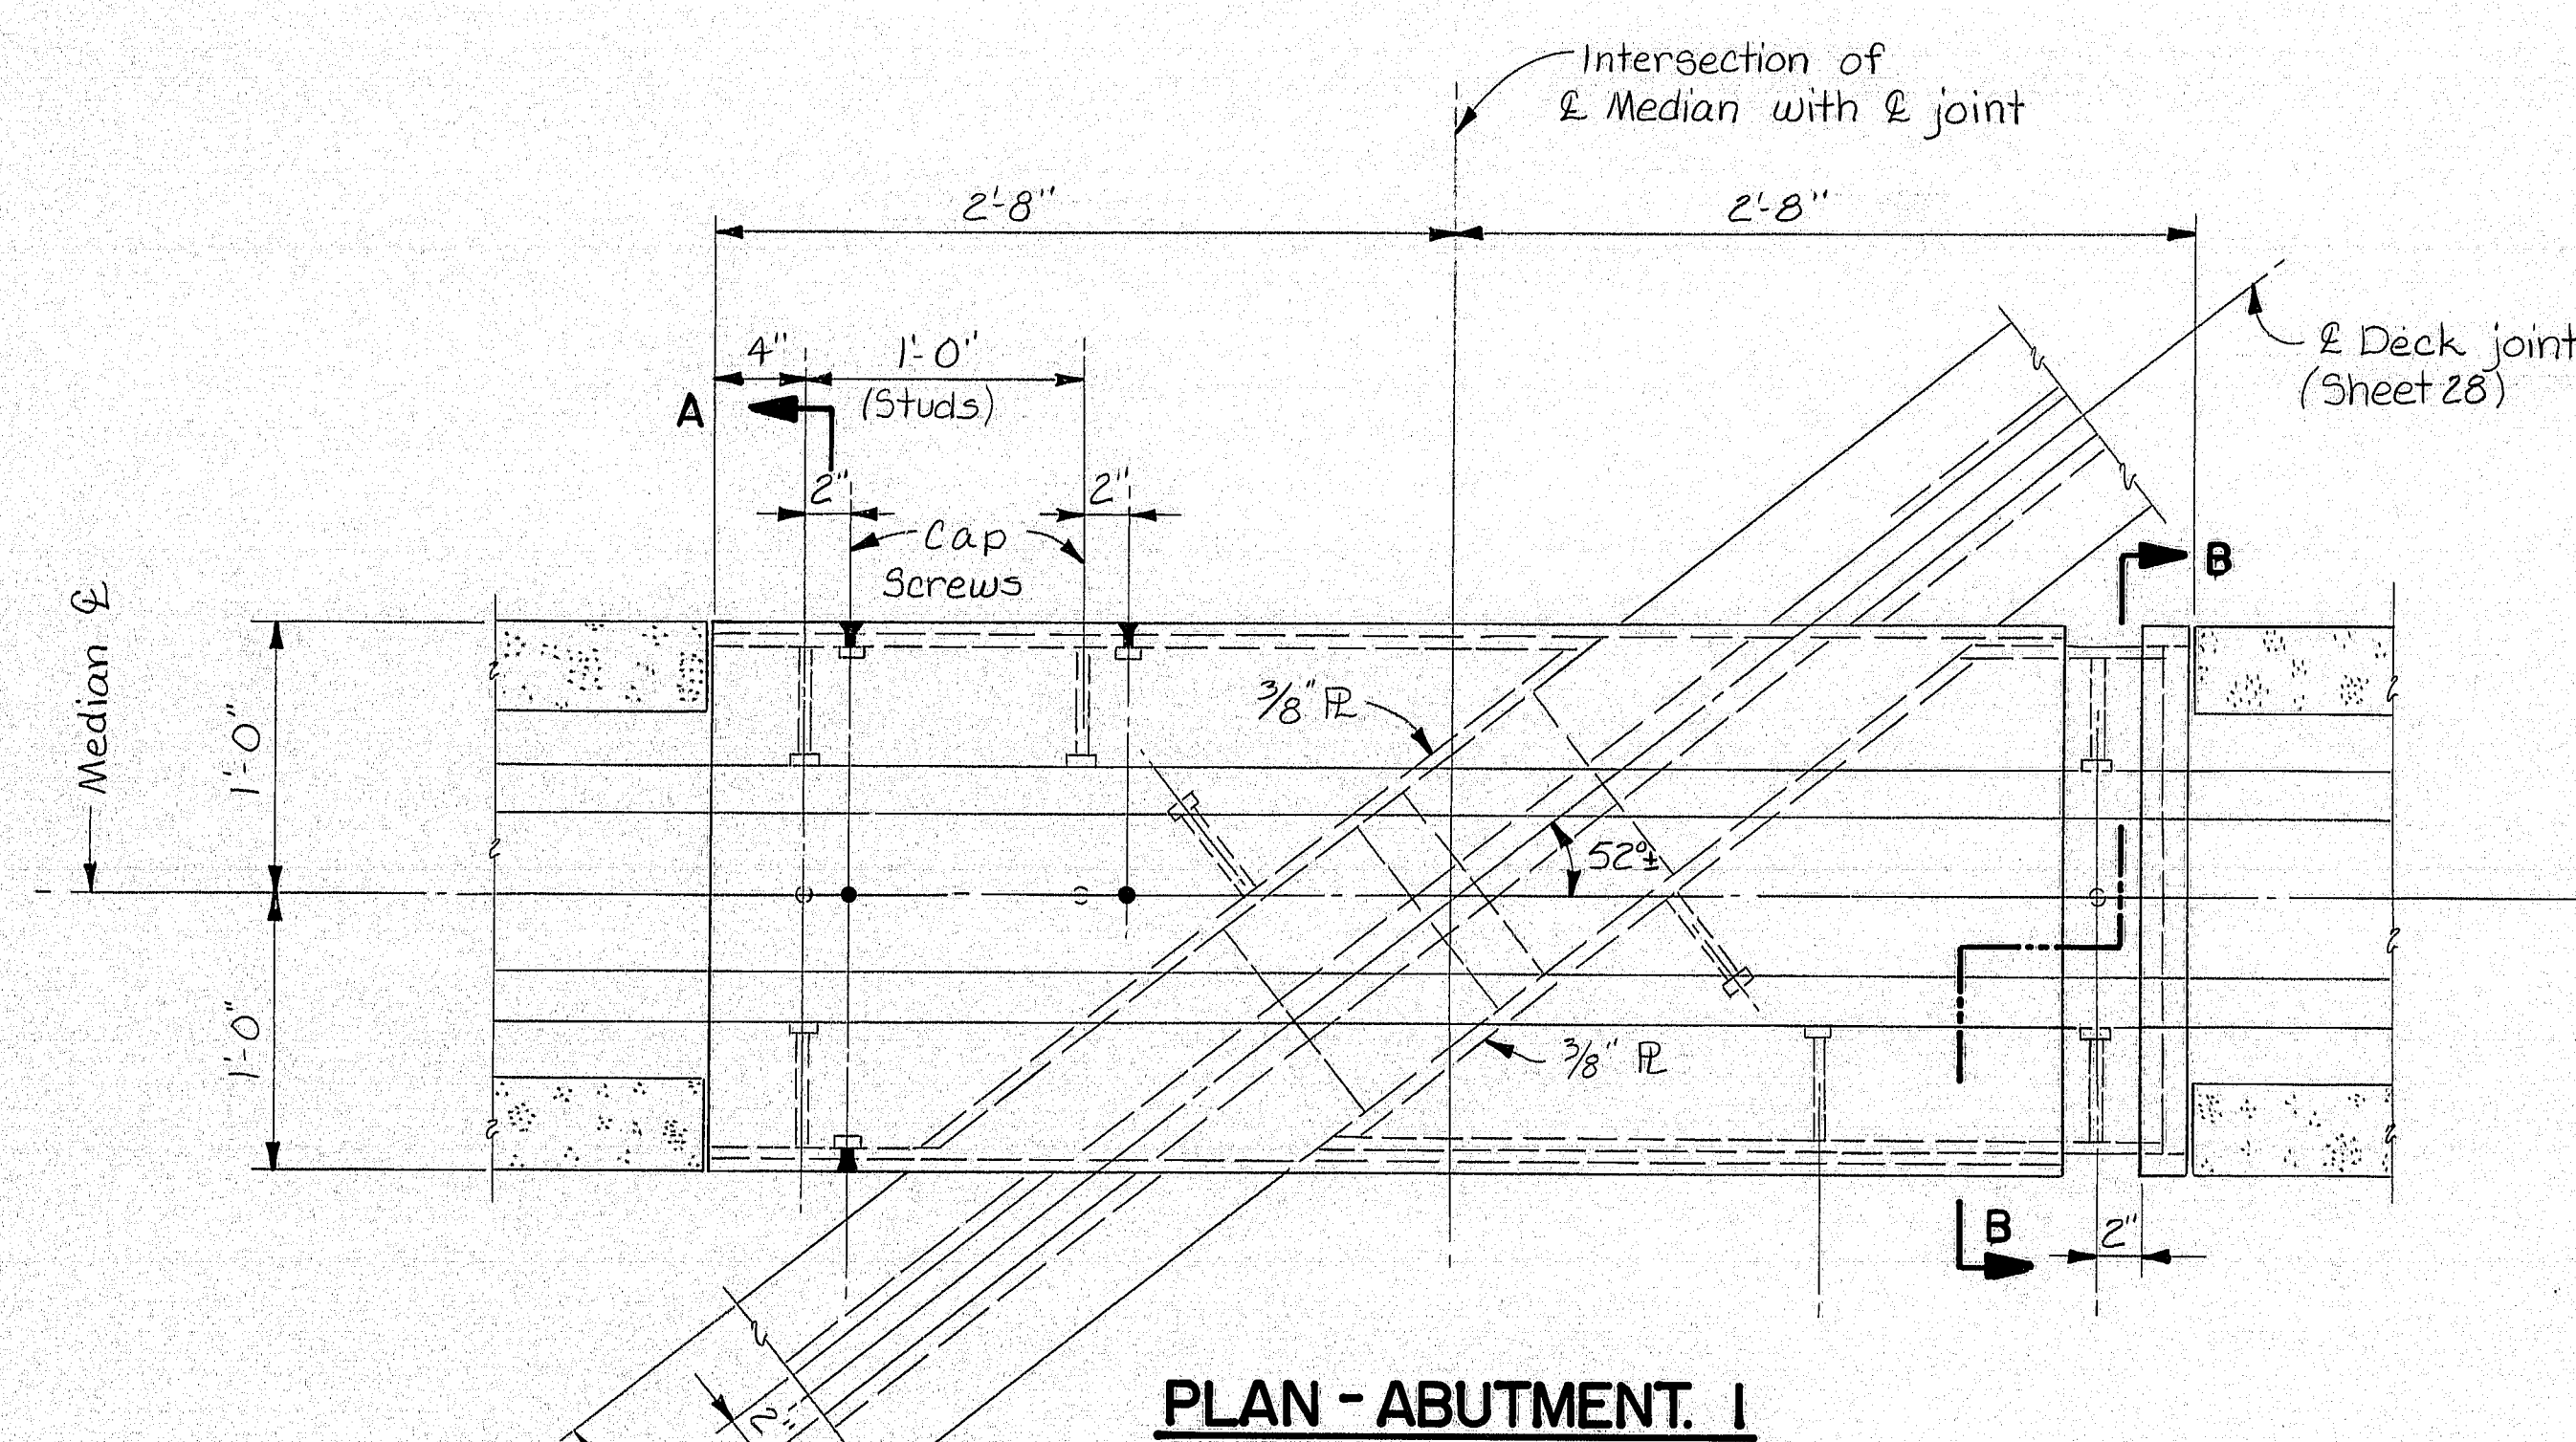 Intersection of
℄ Median with ℄ joint
2'-8"
2'-8"
4"
1'-0"
(Studs)
A
2"
2"
℄ Deck joint
(Sheet 28)
Cap
Screws
B
Median ℄
1'-0"
3/8" ℙL
52°±
1'-0"
3/8" ℙL
B
2"
2"
PLAN - ABUTMENT. 1